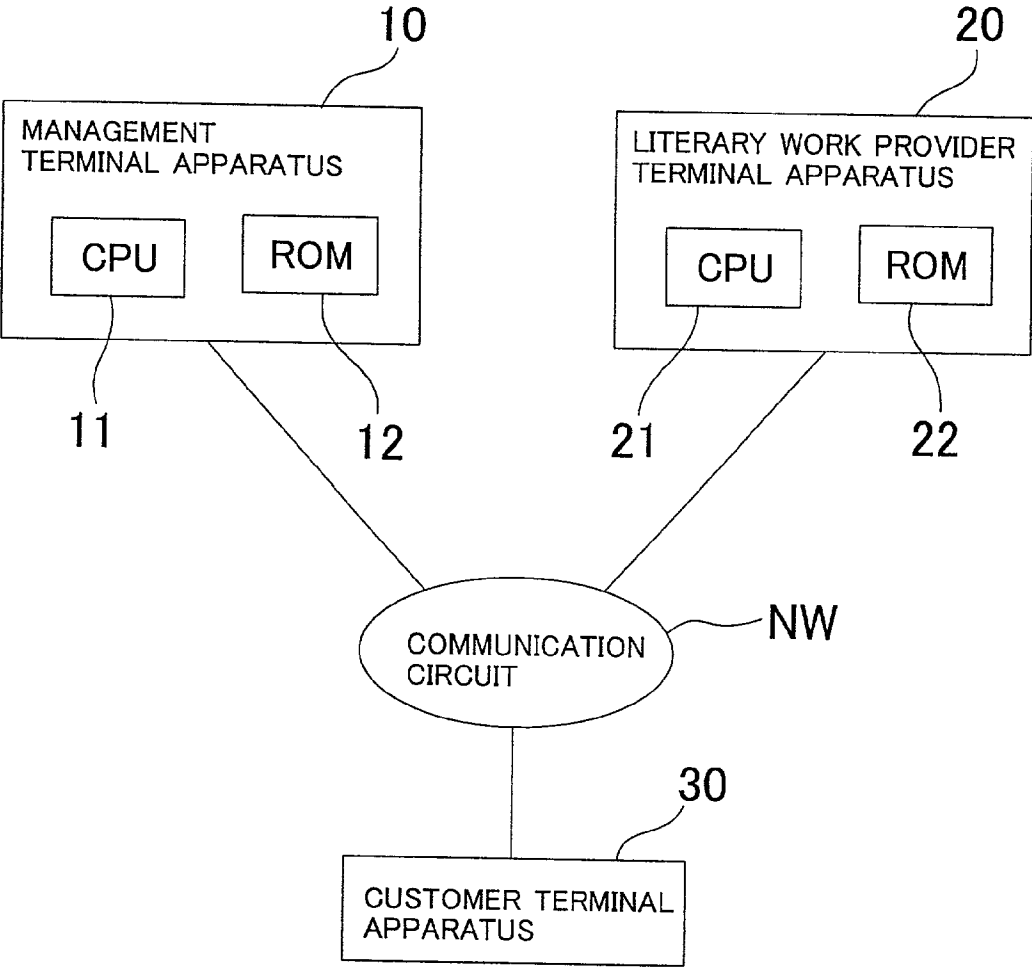 10
20
MANAGEMENT
TERMINAL APPARATUS
CPU
ROM
11
12
LITERARY WORK PROVIDER
TERMINAL APPARATUS
CPU
ROM
21
22
COMMUNICATION
CIRCUIT
NW
30
CUSTOMER TERMINAL
APPARATUS